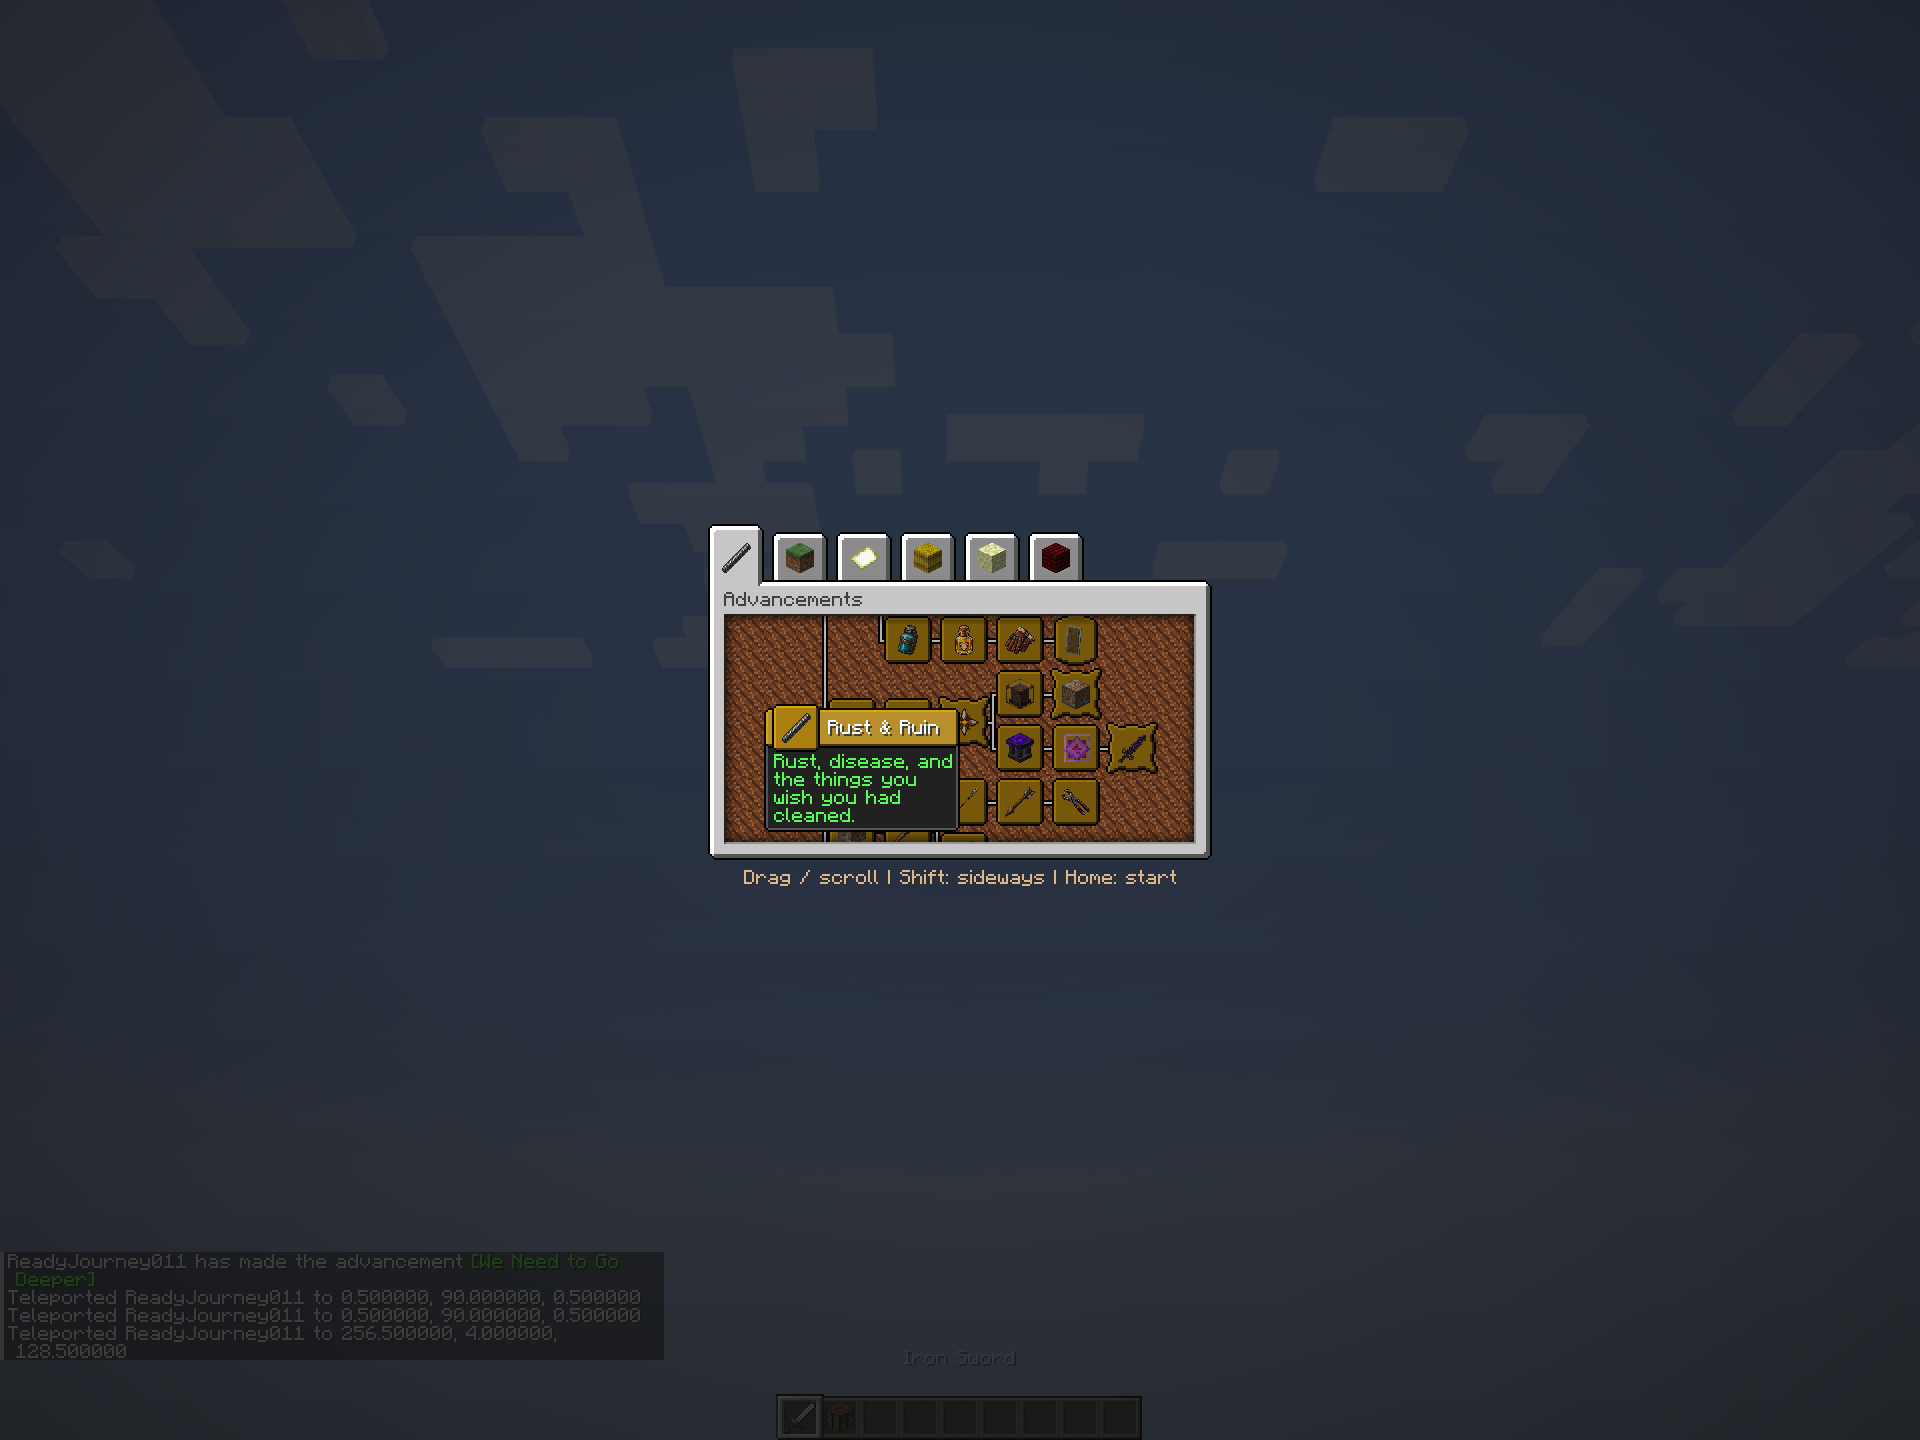 Advancements
Rust & Ruin
Rust, disease, and
the things you
wish you had
cleaned.
Drag / scroll | Shift: sideways | Home: start
ReadyJourney011 has made the advancement [We Need to Go
Deeper]
Teleported ReadyJourney011 to 0.500000, 90.000000, 0.500000
Teleported ReadyJourney011 to 0.500000, 90.000000, 0.500000
Teleported ReadyJourney011 to 256.500000, 4.000000,
128.500000
Iron Sword